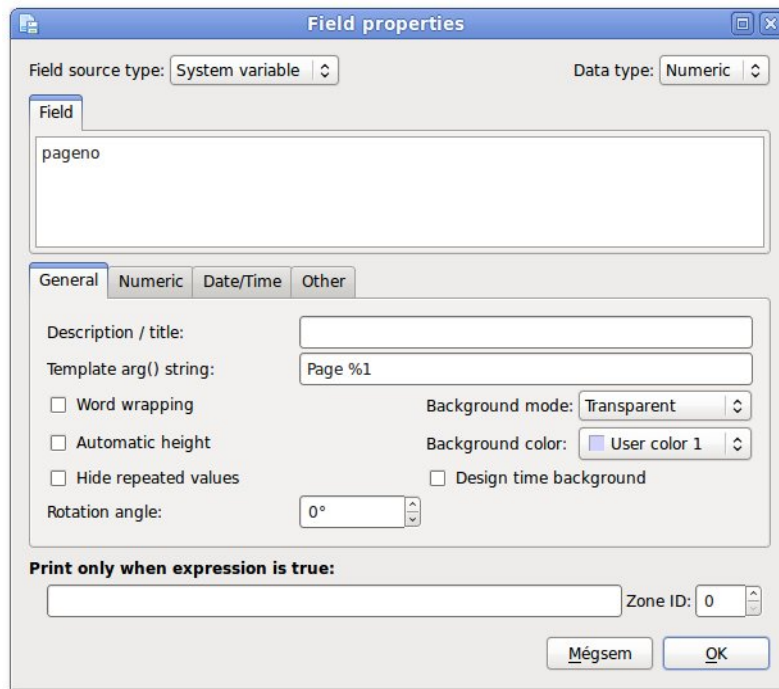 Field properties
Field source type: System variable Data type: Numeric
Field
pageno
General Numeric Date/Time Other
Description / title:
Template arg() string: Page %1
Word wrapping Background mode: Transparent
Automatic height Background color: User color 1
Hide repeated values Design time background
Rotation angle: 0°
Print only when expression is true:
Zone ID: 0
Mégsem OK